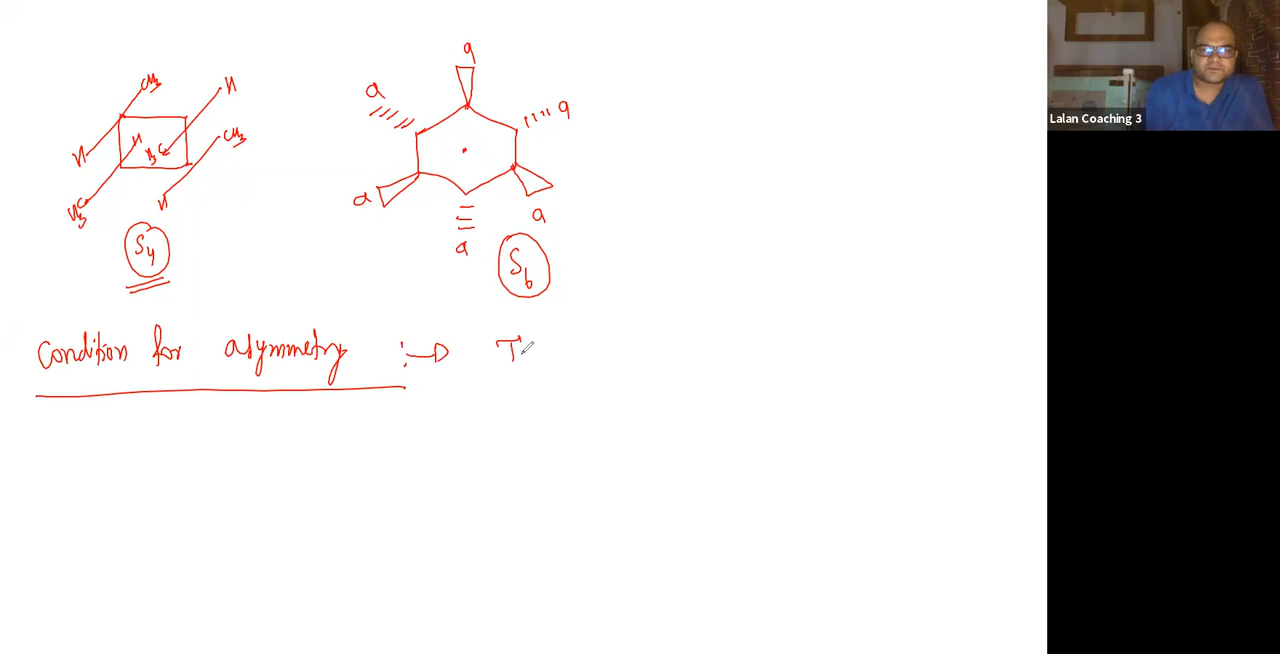 CH3 H
H H H3C CH3
H3C H
S4
a
a a
a a
a
S6
Condition for asymmetry :→ T
Lalan Coaching 3